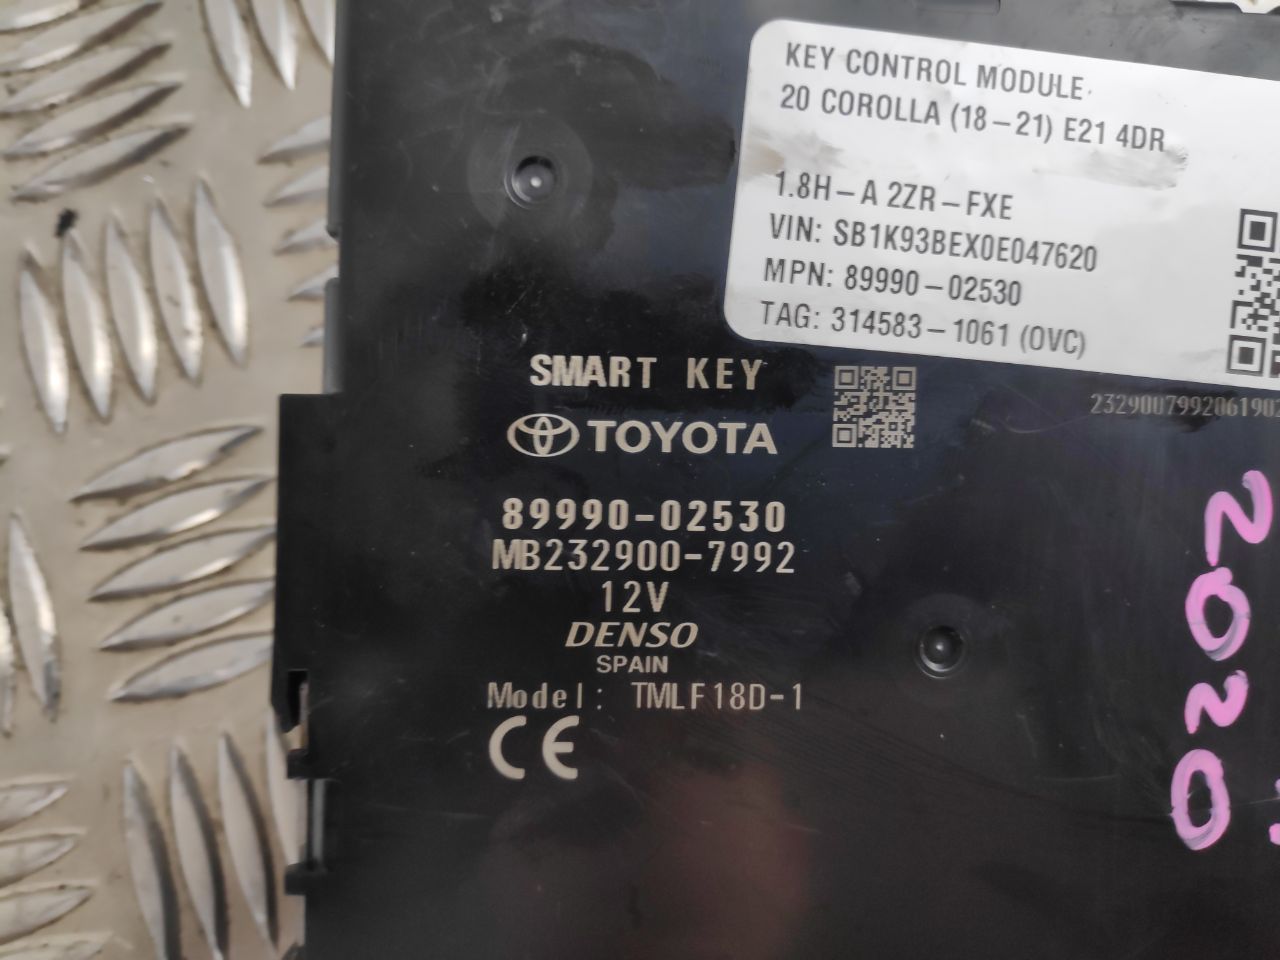 KEY CONTROL MODULE
20 COROLLA (18-21) E21 4DR
1.8H-A 2ZR-FXE
VIN: SB1K93BEX0E047620
MPN: 89990-02530
TAG: 314583-1061 (OVC)
SMART KEY
TOYOTA
232900799206190
89990-02530
MB232900-7992
12V
DENSO
SPAIN
Model: TMLF18D-1
CE
2020